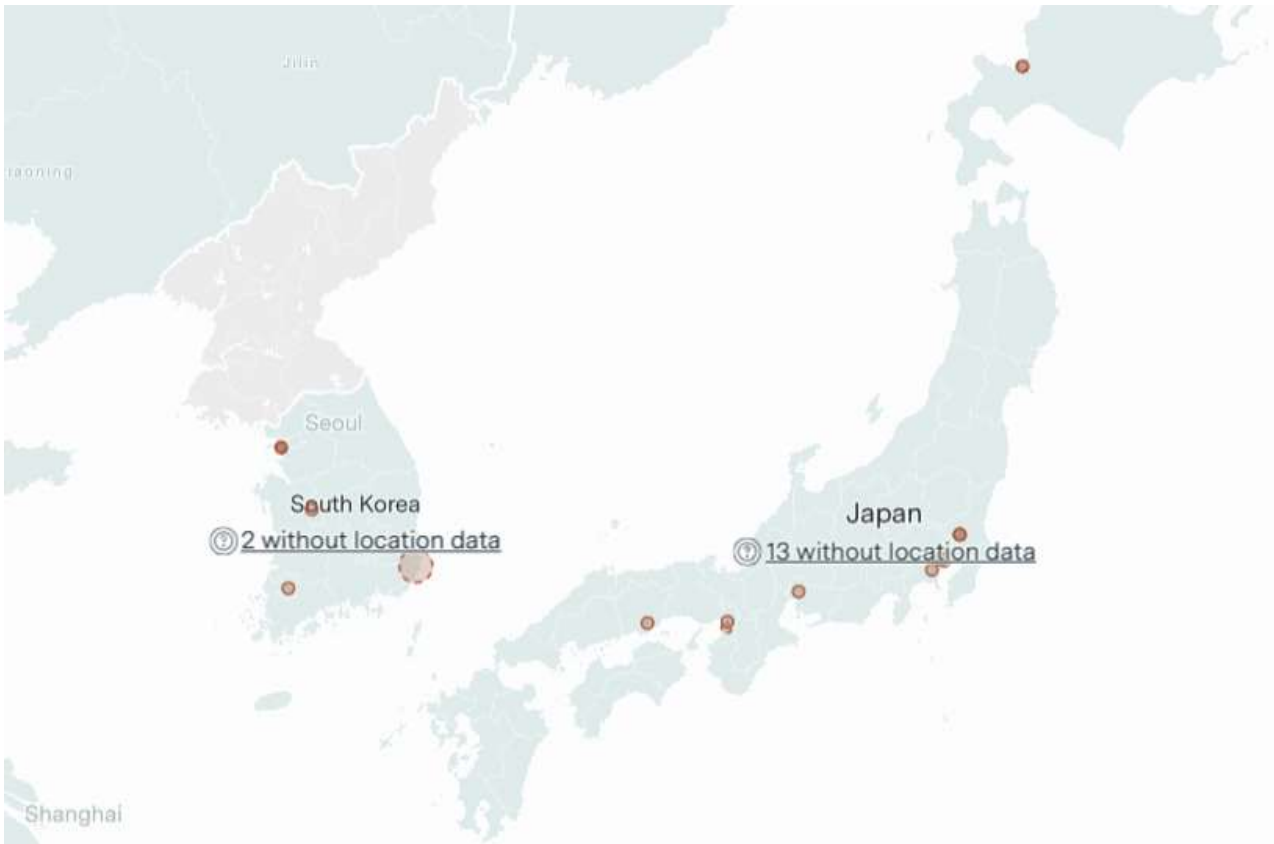 Jilin
iaoning
Seoul
South Korea
2 without location data
Japan
13 without location data
Shanghai